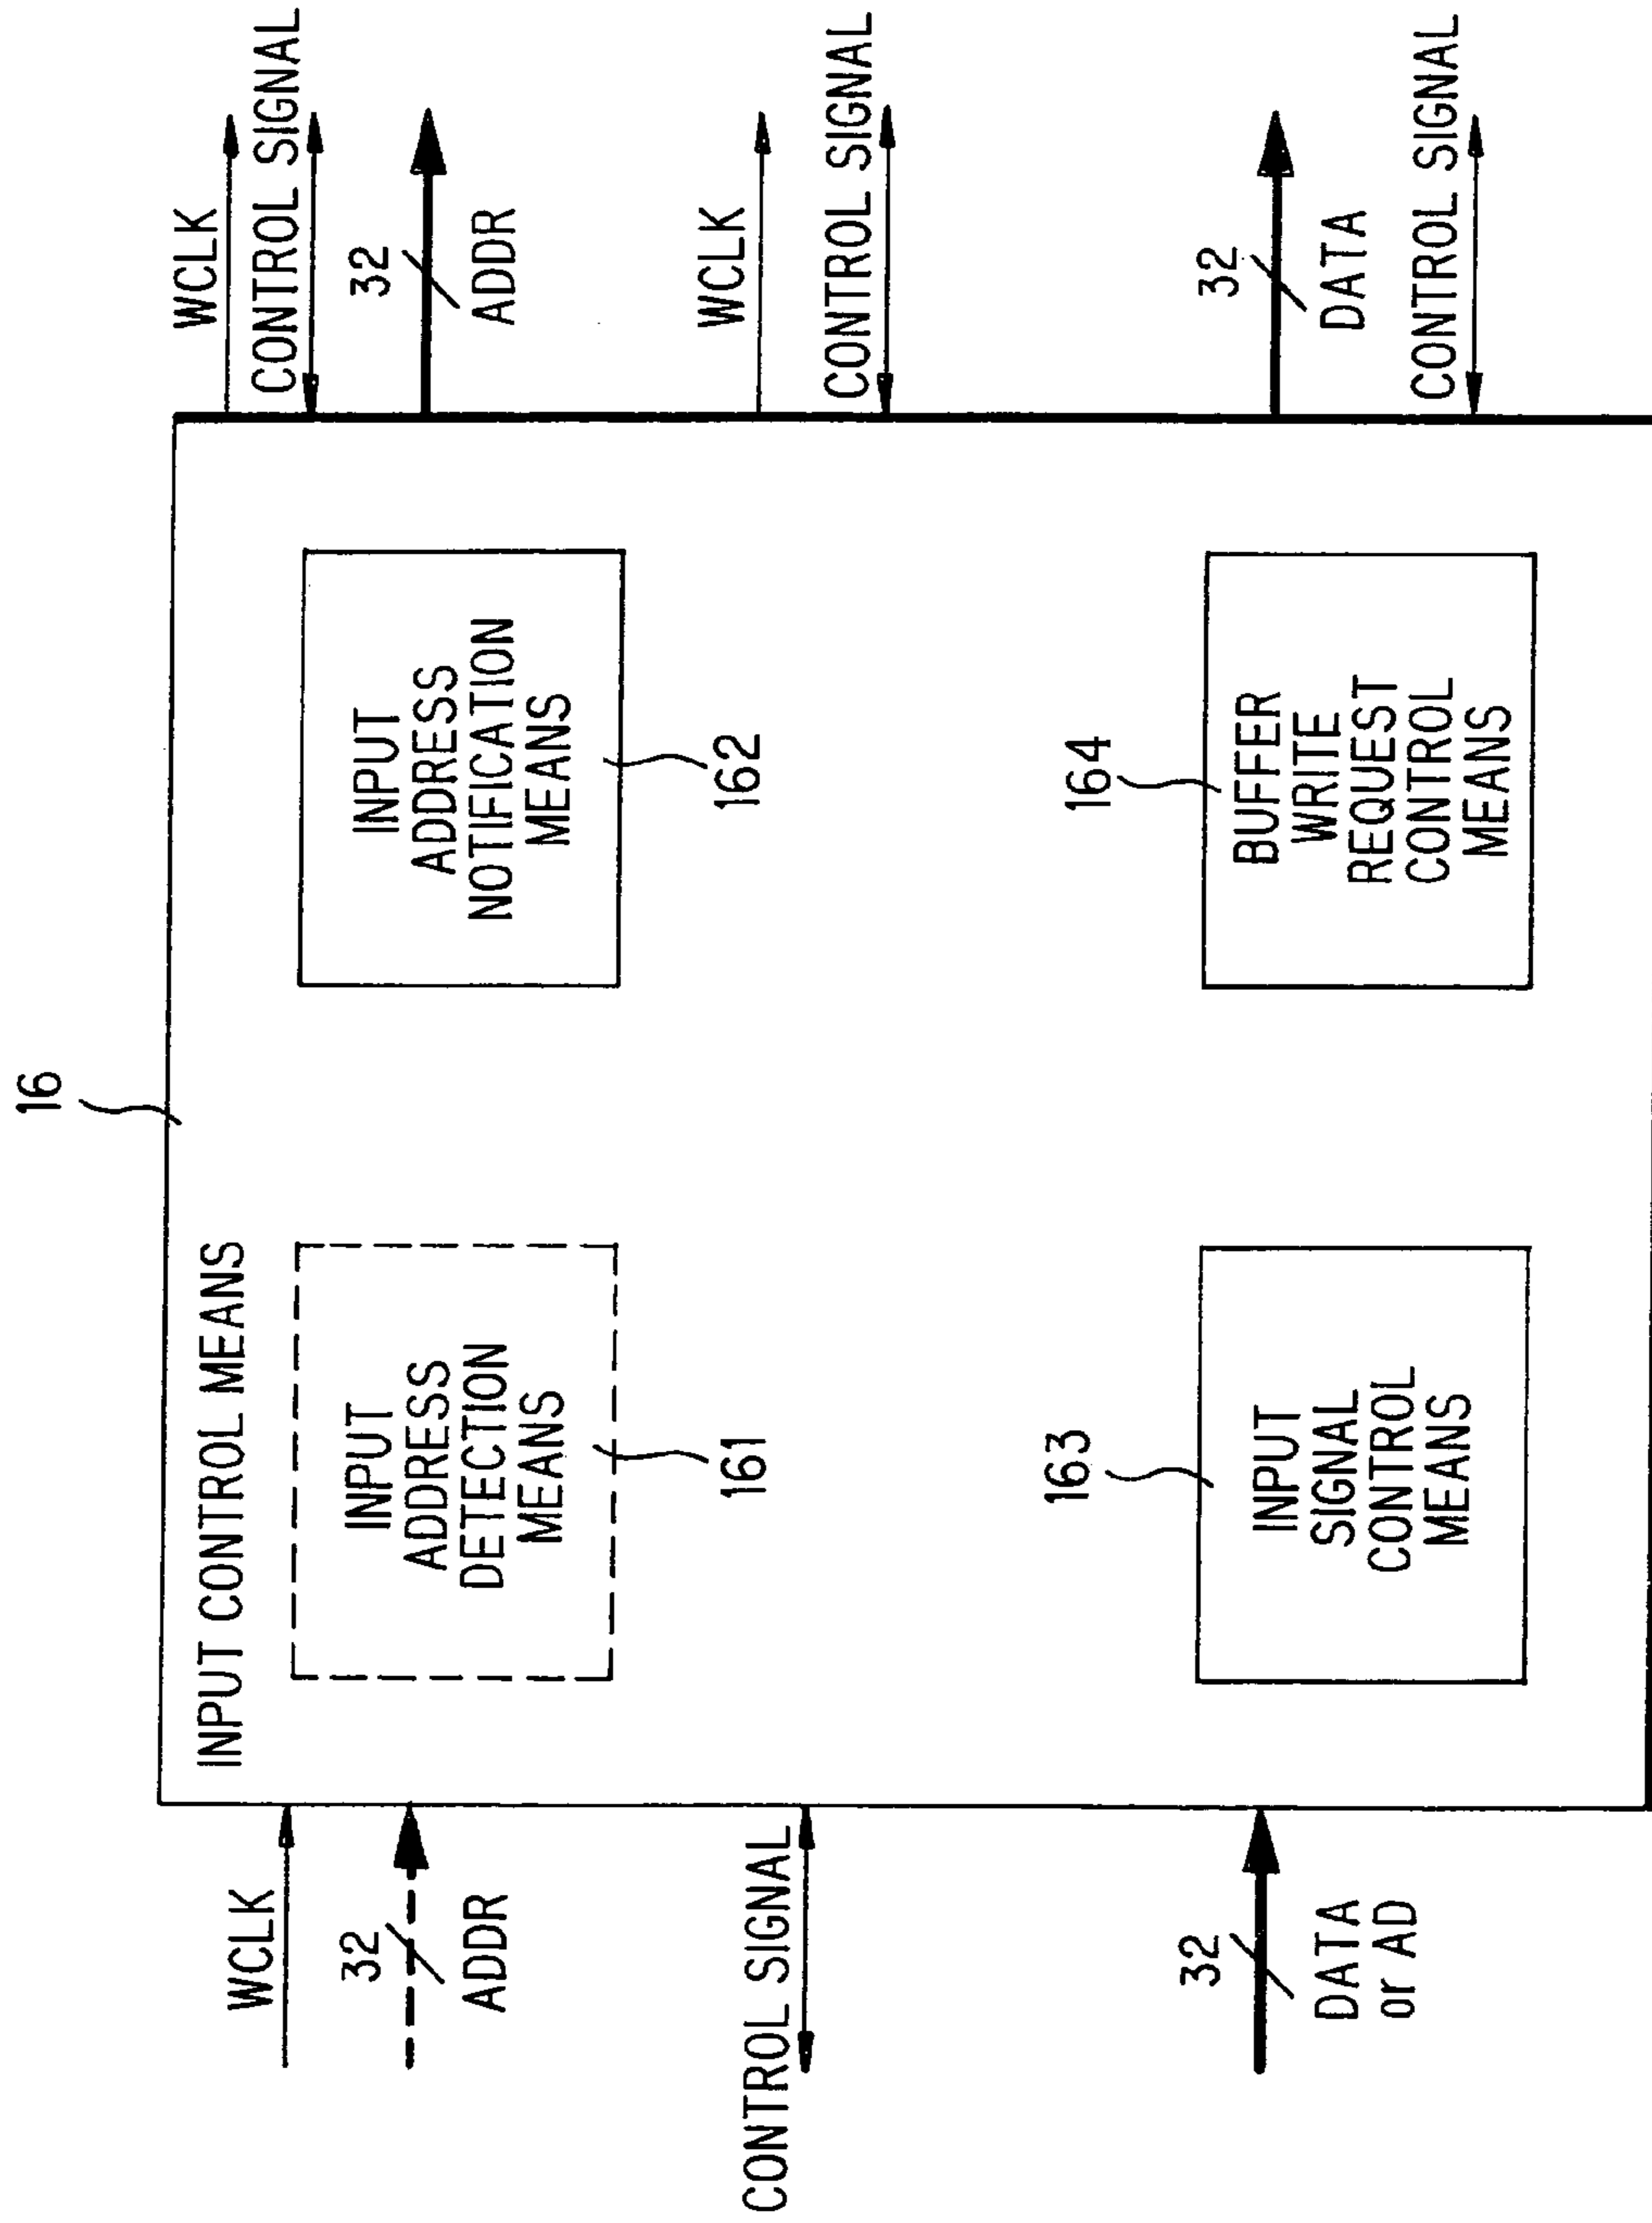 16
INPUT CONTROL MEANS
WCLK
32
ADDR
CONTROL SIGNAL
32
DATA
or AD
INPUT
ADDRESS
DETECTION
MEANS
161
INPUT
ADDRESS
NOTIFICATION
MEANS
162
163
INPUT
SIGNAL
CONTROL
MEANS
164
BUFFER
WRITE
REQUEST
CONTROL
MEANS
WCLK
CONTROL SIGNAL
32
ADDR
WCLK
CONTROL SIGNAL
32
DATA
CONTROL SIGNAL